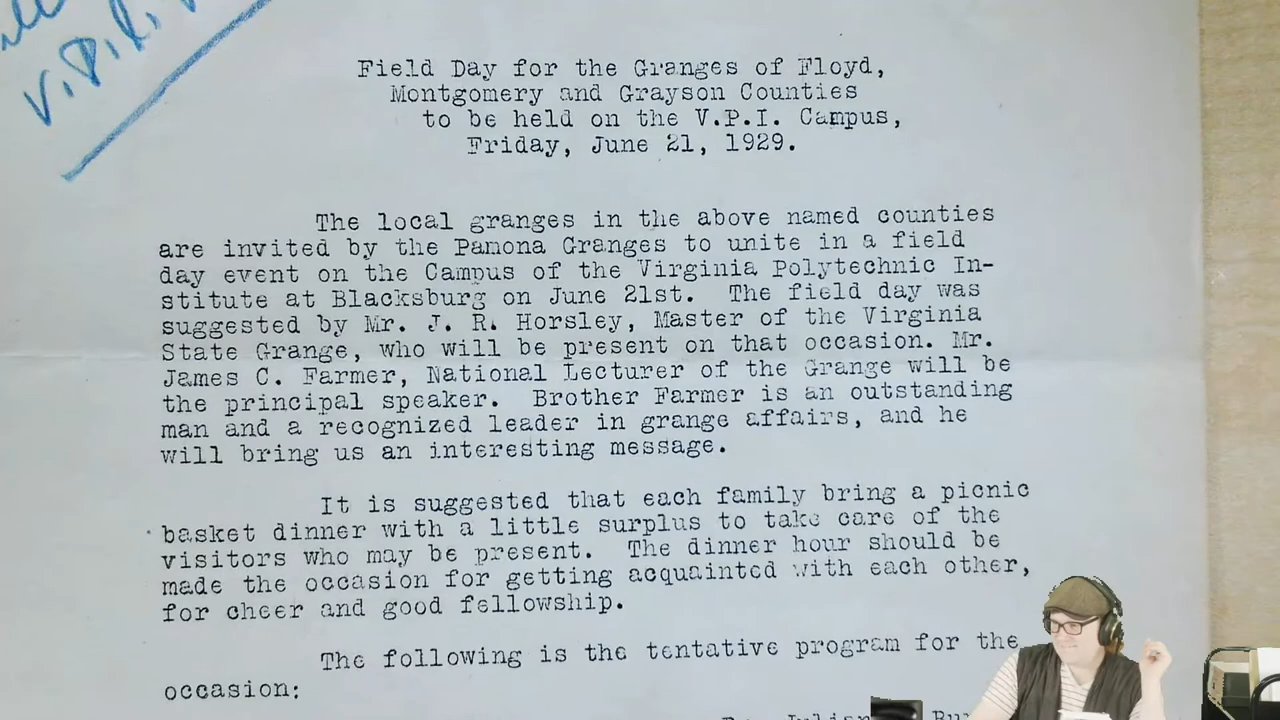 V.P.I.
Field Day for the Granges of Floyd,
Montgomery and Grayson Counties
to be held on the V.P.I. Campus,
Friday, June 21, 1929.
The local granges in the above named counties
are invited by the Pamona Granges to unite in a field
day event on the Campus of the Virginia Polytechnic In-
stitute at Blacksburg on June 21st. The field day was
suggested by Mr. J. R. Horsley, Master of the Virginia
State Grange, who will be present on that occasion. Mr.
James C. Farmer, National Lecturer of the Grange will be
the principal speaker. Brother Farmer is an outstanding
man and a recognized leader in grange affairs, and he
will bring us an interesting message.
It is suggested that each family bring a picnic
basket dinner with a little surplus to take care of the
visitors who may be present. The dinner hour should be
made the occasion for getting acquainted with each other,
for cheer and good fellowship.
The following is the tentative program for the
occasion: